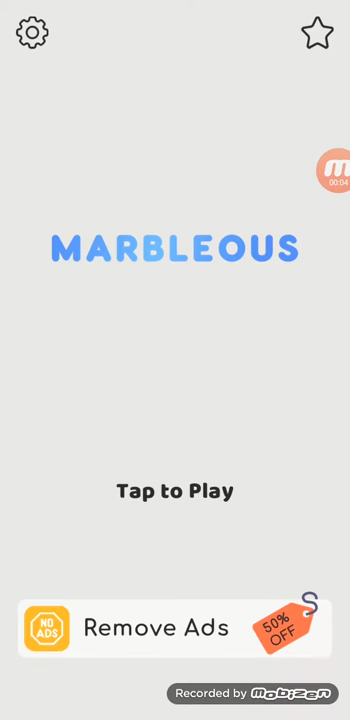 00:04
MARBLEOUS
Tap to Play
NO
ADS
Remove Ads
50%
OFF
Recorded by mobizen